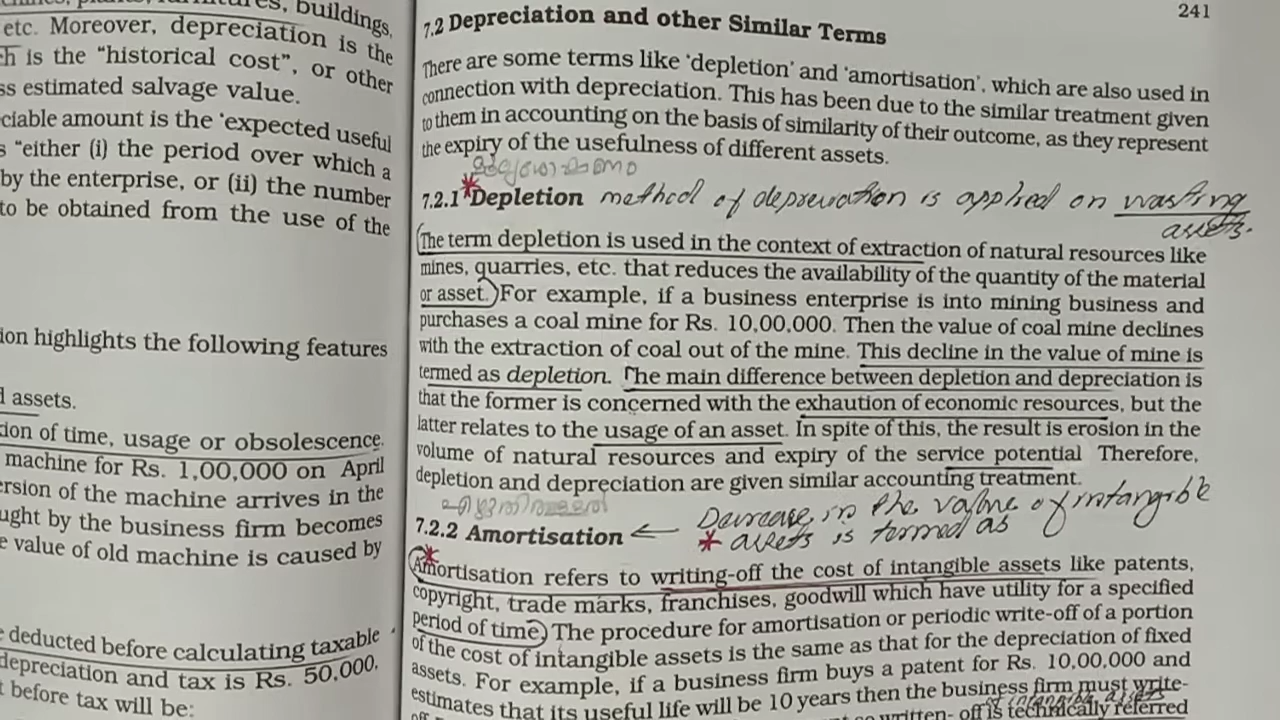 buildings,
etc. Moreover, depreciation is the
is the “historical cost”, or other
estimated salvage value.
amount is the ‘expected useful
“either (i) the period over which a
by the enterprise, or (ii) the number
to be obtained from the use of the
highlights the following features
assets.
of time, usage or obsolescence.
machine for Rs. 1,00,000 on April
of the machine arrives in the
by the business firm becomes
value of old machine is caused by
deducted before calculating taxable
depreciation and tax is Rs. 50,000.
before tax will be:
241
7.2 Depreciation and other Similar Terms
There are some terms like ‘depletion’ and ‘amortisation’, which are also used in
connection with depreciation. This has been due to the similar treatment given
to them in accounting on the basis of similarity of their outcome, as they represent
the expiry of the usefulness of different assets.
7.2.1 *Depletion method of depreviation is applied on wasting
assets.
The term depletion is used in the context of extraction of natural resources like
mines, quarries, etc. that reduces the availability of the quantity of the material
or asset. For example, if a business enterprise is into mining business and
purchases a coal mine for Rs. 10,00,000. Then the value of coal mine declines
with the extraction of coal out of the mine. This decline in the value of mine is
termed as depletion. The main difference between depletion and depreciation is
that the former is concerned with the exhaution of economic resources, but the
latter relates to the usage of an asset. In spite of this, the result is erosion in the
volume of natural resources and expiry of the service potential Therefore,
depletion and depreciation are given similar accounting treatment.
Decrease in the value of intangible
7.2.2 Amortisation ← * assets is termed as
Amortisation refers to writing-off the cost of intangible assets like patents,
copyright, trade marks, franchises, goodwill which have utility for a specified
period of time. The procedure for amortisation or periodic write-off of a portion
of the cost of intangible assets is the same as that for the depreciation of fixed
assets. For example, if a business firm buys a patent for Rs. 10,00,000 and
estimates that its useful life will be 10 years then the business firm must write-
of intangible assets
written- off is technically referred